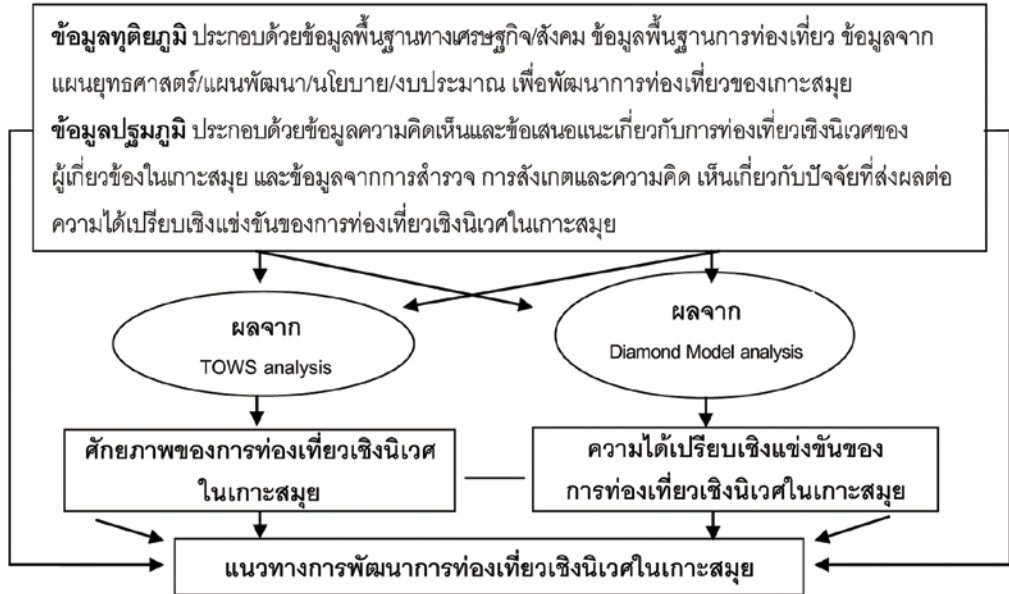 ข้อมูลทุติยภูมิ ประกอบด้วยข้อมูลพื้นฐานทางเศรษฐกิจ/สังคม ข้อมูลพื้นฐานการท่องเที่ยว ข้อมูลจาก
แผนยุทธศาสตร์/แผนพัฒนา/นโยบาย/งบประมาณ เพื่อพัฒนาการท่องเที่ยวของเกาะสมุย
ข้อมูลปฐมภูมิ ประกอบด้วยข้อมูลความคิดเห็นและข้อเสนอแนะเกี่ยวกับการท่องเที่ยวเชิงนิเวศของ
ผู้เกี่ยวข้องในเกาะสมุย และข้อมูลจากการสำรวจ การสังเกตและความคิด เห็นเกี่ยวกับปัจจัยที่ส่งผลต่อ
ความได้เปรียบเชิงแข่งขันของการท่องเที่ยวเชิงนิเวศในเกาะสมุย
ผลจาก
TOWS analysis
ผลจาก
Diamond Model analysis
ศักยภาพของการท่องเที่ยวเชิงนิเวศ
ในเกาะสมุย
ความได้เปรียบเชิงแข่งขันของ
การท่องเที่ยวเชิงนิเวศในเกาะสมุย
แนวทางการพัฒนาการท่องเที่ยวเชิงนิเวศในเกาะสมุย